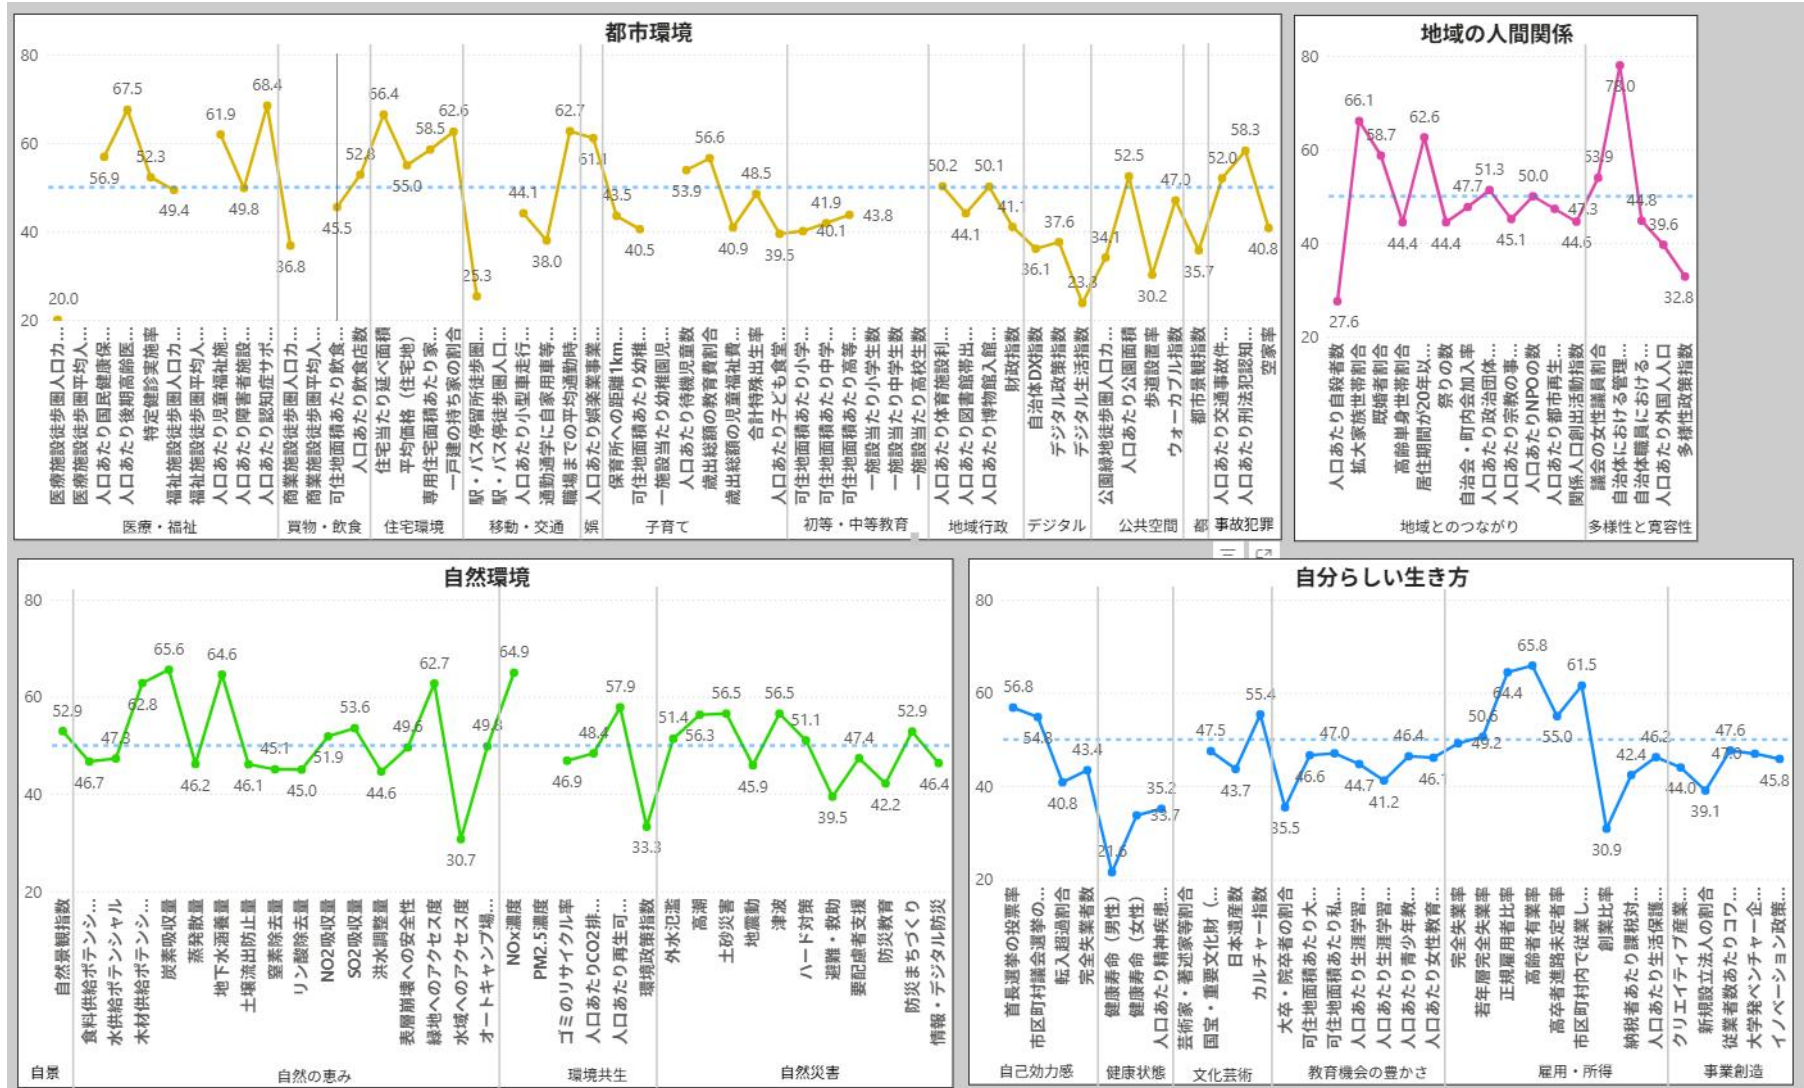 都市環境
80
60
40
20
20.0
56.9
67.5
52.3
49.4
61.9
49.8
68.4
36.8
45.5
52.8
66.4
55.0
58.5
62.6
25.3
44.1
38.0
62.7
61.1
43.5
40.5
53.9
56.6
40.9
48.5
39.5
40.1
41.9
43.8
50.2
44.1
50.1
41.1
36.1
37.6
23.3
34.1
52.5
30.2
47.0
35.7
52.0
58.3
40.8
医療施設徒歩圏人口カ...
医療施設徒歩圏平均人...
人口あたり国民健康保...
人口あたり後期高齢医...
特定健診実施率
福祉施設徒歩圏人口カ...
福祉施設徒歩圏平均人...
人口あたり児童福祉施...
人口あたり障害者施設...
人口あたり認知症サポ...
商業施設徒歩圏人口カ...
商業施設徒歩圏平均人...
可住地面積あたり飲食...
人口あたり飲食店数
住宅当たり延べ面積
平均価格（住宅地）
専用住宅面積あたり家...
一戸建の持ち家の割合
駅・バス停留所徒歩圏...
駅・バス停徒歩圏人口...
人口あたり小型車走行...
通勤通学に自家用車等...
職場までの平均通勤時...
人口あたり娯楽業事業...
保育所への距離1km...
可住地面積あたり幼稚...
一施設当たり幼稚園児...
人口あたり待機児童数
歳出総額の教育費割合
歳出総額の児童福祉費...
合計特殊出生率
人口あたり子ども食堂...
可住地面積あたり小学...
可住地面積あたり中学...
可住地面積あたり高等...
一施設当たり小学生数
一施設当たり中学生数
一施設当たり高校生数
人口あたり体育施設利...
人口あたり図書館帯出...
人口あたり博物館入館...
財政指数
自治体DX指数
デジタル政策指数
デジタル生活指数
公園緑地徒歩圏人口カ...
人口あたり公園面積
歩道設置率
ウォーカブル指数
都市景観指数
人口あたり交通事故件...
人口あたり刑法犯認知...
空家率
医療・福祉
買物・飲食
住宅環境
移動・交通
娯
子育て
初等・中等教育
地域行政
デジタル
公共空間
都
事故犯罪
地域の人間関係
80
60
40
20
27.6
66.1
58.7
44.4
62.6
44.4
47.7
51.3
45.1
50.0
47.3
44.6
53.9
78.0
44.8
39.6
32.8
人口あたり自殺者数
拡大家族世帯割合
既婚者割合
高齢単身世帯割合
居住期間が20年以...
祭りの数
自治会・町内会加入率
人口あたり政治団体...
人口あたり宗教の事...
人口あたりNPOの数
人口あたり都市再生...
関係人口創出活動指数
議会の女性議員割合
自治体における管理...
自治体職員における...
人口あたり外国人人口
多様性政策指数
地域とのつながり
多様性と寛容性
自然環境
80
60
40
20
52.9
46.7
47.3
62.8
65.6
46.2
64.6
46.1
45.1
45.0
51.9
53.6
44.6
49.6
62.7
30.7
49.8
64.9
46.9
48.4
57.9
33.3
51.4
56.3
56.5
45.9
56.5
51.1
39.5
47.4
42.2
52.9
46.4
自然景観指数
食料供給ポテンシ...
水供給ポテンシャル
木材供給ポテンシ...
炭素吸収量
蒸発散量
地下水涵養量
土壌流出防止量
窒素除去量
リン酸除去量
NO2吸収量
SO2吸収量
洪水調整量
表層崩壊への安全性
緑地へのアクセス度
水域へのアクセス度
オートキャンプ場...
NOx濃度
PM2.5濃度
ゴミのリサイクル率
人口あたりCO2排...
人口あたり再生可...
環境政策指数
外水氾濫
高潮
土砂災害
地震動
津波
ハード対策
避難・救助
要配慮者支援
防災教育
防災まちづくり
情報・デジタル防災
自景
自然の恵み
環境共生
自然災害
自分らしい生き方
80
60
40
20
56.8
54.8
40.8
43.4
21.6
33.7
35.2
47.5
43.7
55.4
35.5
46.6
47.0
44.7
41.2
46.4
46.1
49.2
50.6
64.4
65.8
55.0
61.5
30.9
42.4
46.2
44.0
39.1
47.6
47.0
45.8
首長選挙の投票率
市区町村議会選挙の...
転入超過割合
完全失業者数
健康寿命（男性）
健康寿命（女性）
人口あたり精神疾患...
芸術家・著述家等割合
国宝・重要文化財（...
日本遺産数
カルチャー指数
大卒・院卒者の割合
可住地面積あたり大...
可住地面積あたり私...
人口あたり生涯学習...
人口あたり生涯学習...
人口あたり青少年教...
人口あたり女性教育...
完全失業率
若年層完全失業率
正規雇用者比率
高齢者有業率
高卒者進路未定者率
市区町村内で従業し...
創業比率
納税者あたり課税対...
人口あたり生活保護...
クリエイティブ産業...
新規設立法人の割合
従業者数あたりコワ...
大学発ベンチャー企...
イノベーション政策...
自己効力感
健康状態
文化芸術
教育機会の豊かさ
雇用・所得
事業創造